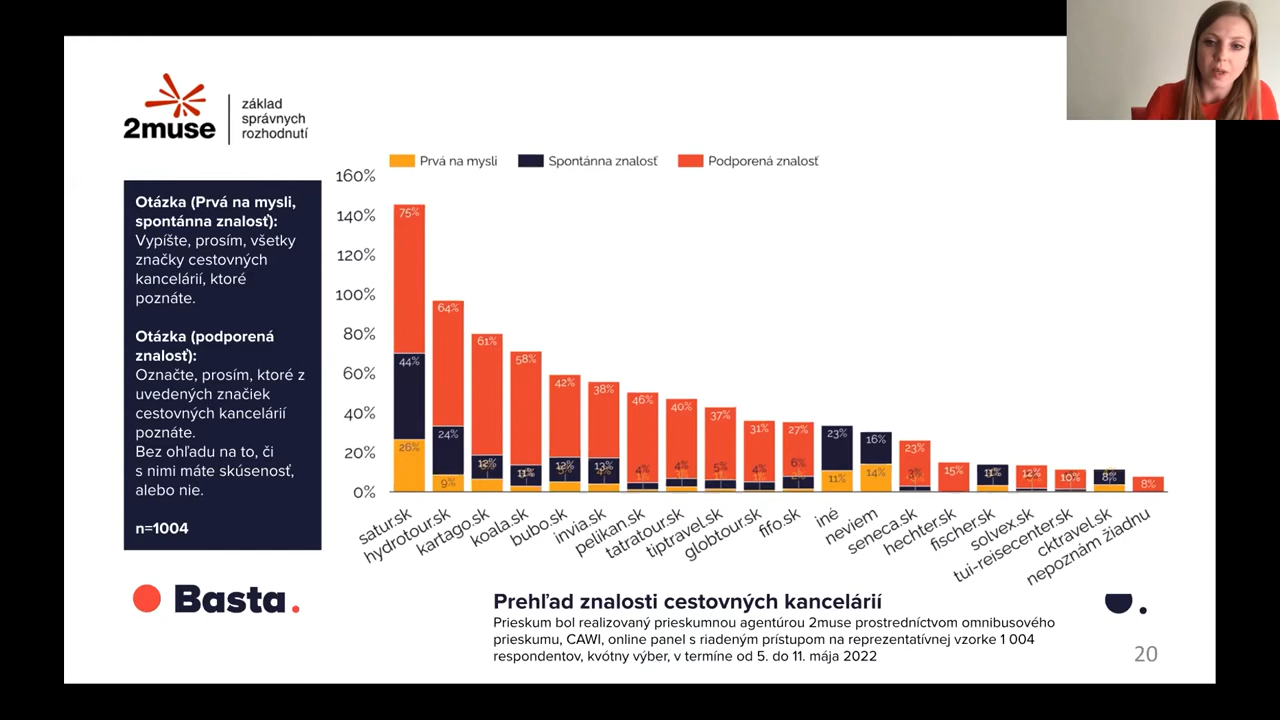 2muse
základ
správnych
rozhodnutí
Otázka (Prvá na mysli,
spontánna znalosť):
Vypíšte, prosím, všetky
značky cestovných
kancelárií, ktoré
poznáte.
Otázka (podporená
znalosť):
Označte, prosím, ktoré z
uvedených značiek
cestovných kancelárií
poznáte.
Bez ohľadu na to, či
s nimi máte skúsenosť,
alebo nie.
n=1004
Prvá na mysli Spontánna znalosť Podporená znalosť
160%
140%
120%
100%
80%
60%
40%
20%
0%
75% 64% 61% 58% 42% 38% 46% 40% 37% 31% 27% 23% 16% 23% 15% 11% 12% 10% 8% 8%
44% 24% 12% 11% 12% 13% 4% 4% 5% 4% 6%
26% 9% 11% 14%
satur.sk
hydrotour.sk
kartago.sk
koala.sk
bubo.sk
invia.sk
pelikan.sk
tatratour.sk
tiptravel.sk
globtour.sk
fifo.sk
iné
neviem
seneca.sk
hechter.sk
fischer.sk
solvex.sk
tui-reisecenter.sk
cktravel.sk
nepoznám žiadnu
Basta.
Prehľad znalosti cestovných kancelárií
Prieskum bol realizovaný prieskumnou agentúrou 2muse prostredníctvom omnibusového
prieskumu, CAWI, online panel s riadeným prístupom na reprezentatívnej vzorke 1 004
respondentov, kvótny výber, v termíne od 5. do 11. mája 2022
20